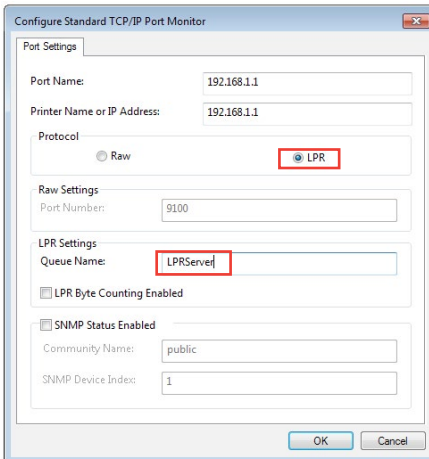 Configure Standard TCP/IP Port Monitor
Port Settings
Port Name: 192.168.1.1
Printer Name or IP Address: 192.168.1.1
Protocol
Raw LPR
Raw Settings
Port Number: 9100
LPR Settings
Queue Name: LPRServer
LPR Byte Counting Enabled
SNMP Status Enabled
Community Name: public
SNMP Device Index: 1
OK Cancel